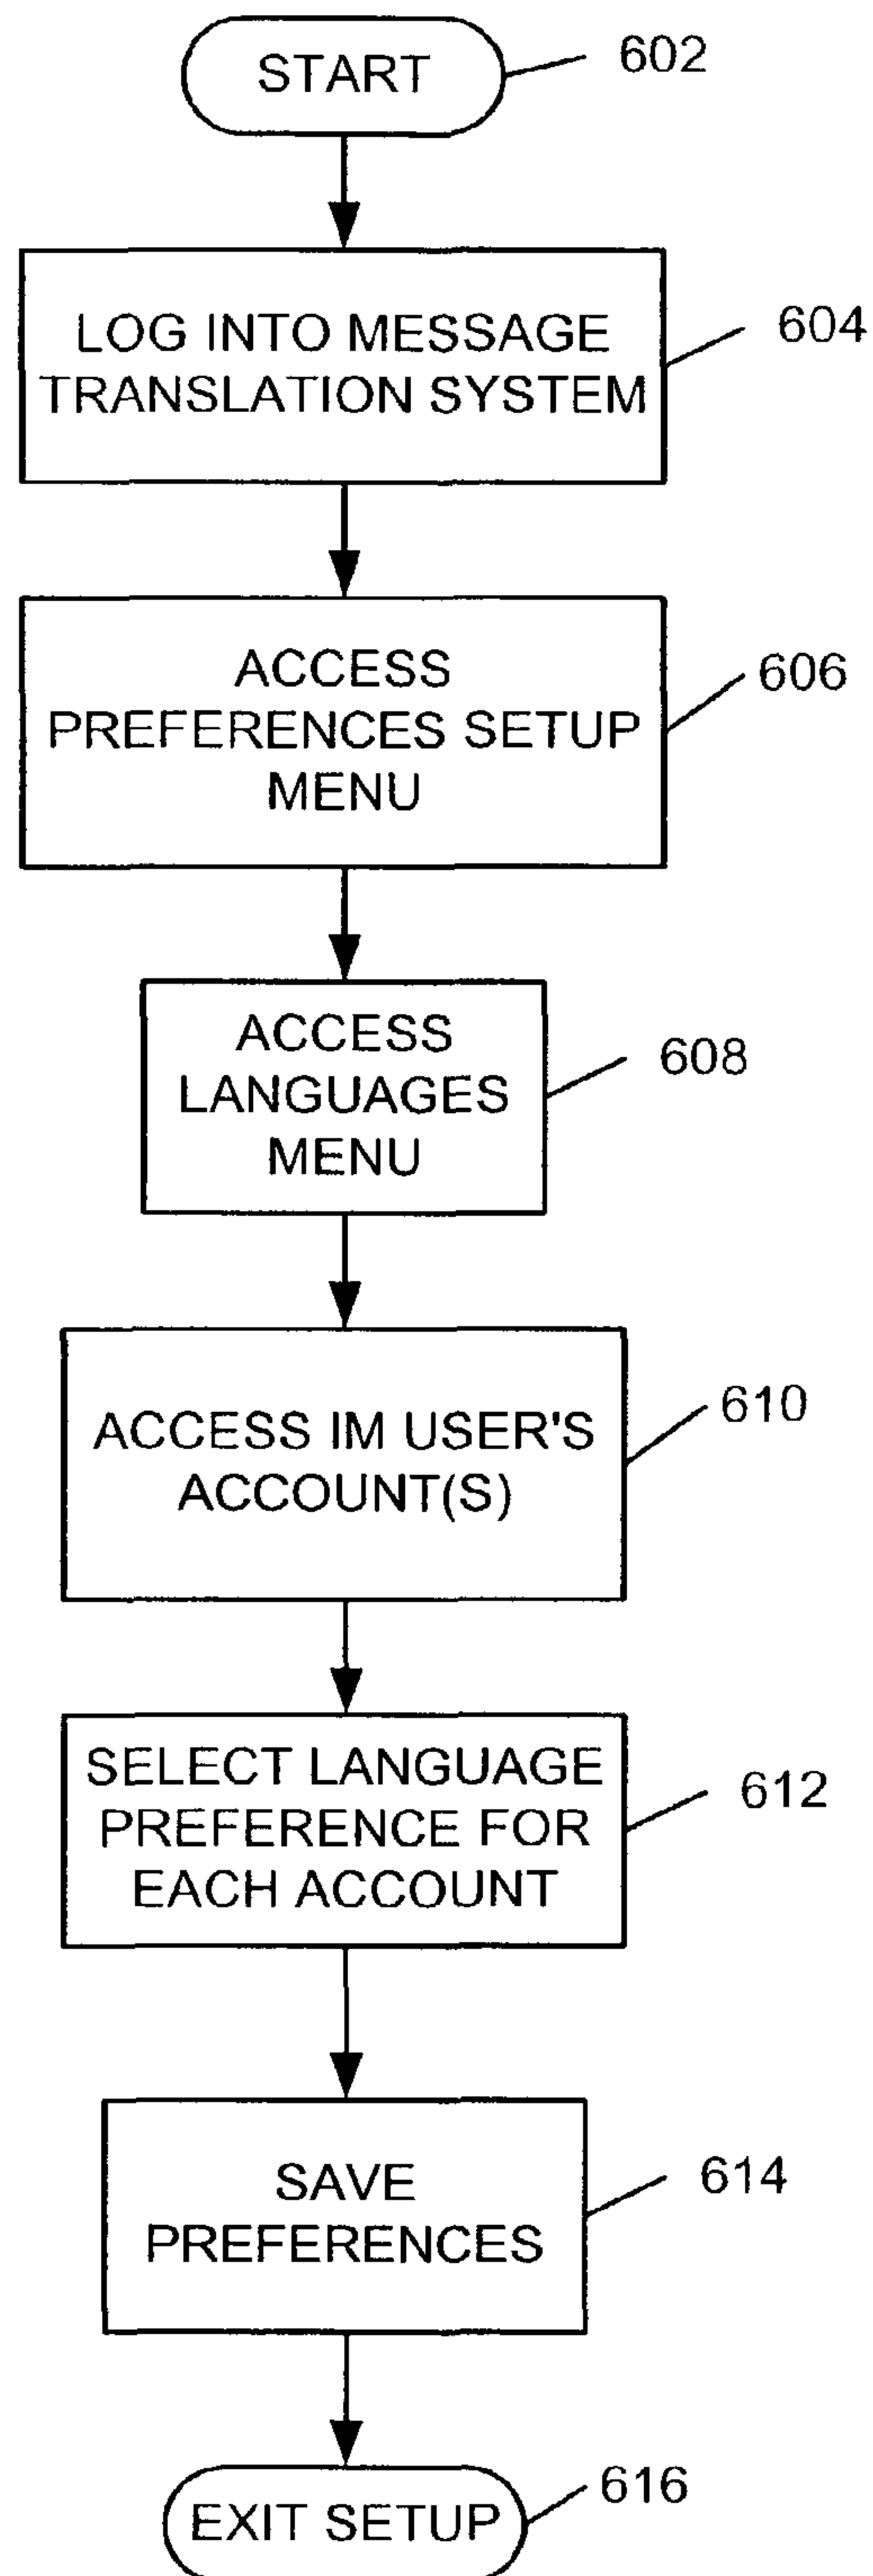 START
602
LOG INTO MESSAGE
TRANSLATION SYSTEM
604
ACCESS
PREFERENCES SETUP
MENU
606
ACCESS
LANGUAGES
MENU
608
ACCESS IM USER'S
ACCOUNT(S)
610
SELECT LANGUAGE
PREFERENCE FOR
EACH ACCOUNT
612
SAVE
PREFERENCES
614
EXIT SETUP
616